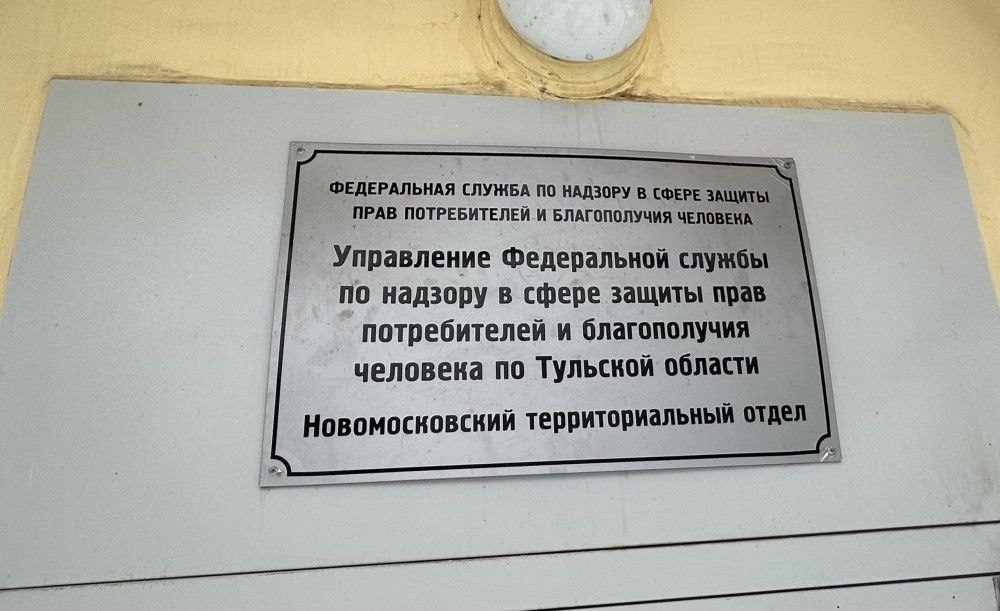 ФЕДЕРАЛЬНАЯ СЛУЖБА ПО НАДЗОРУ В СФЕРЕ ЗАЩИТЫ
ПРАВ ПОТРЕБИТЕЛЕЙ И БЛАГОПОЛУЧИЯ ЧЕЛОВЕКА
Управление Федеральной службы
по надзору в сфере защиты прав
потребителей и благополучия
человека по Тульской области
Новомосковский территориальный отдел